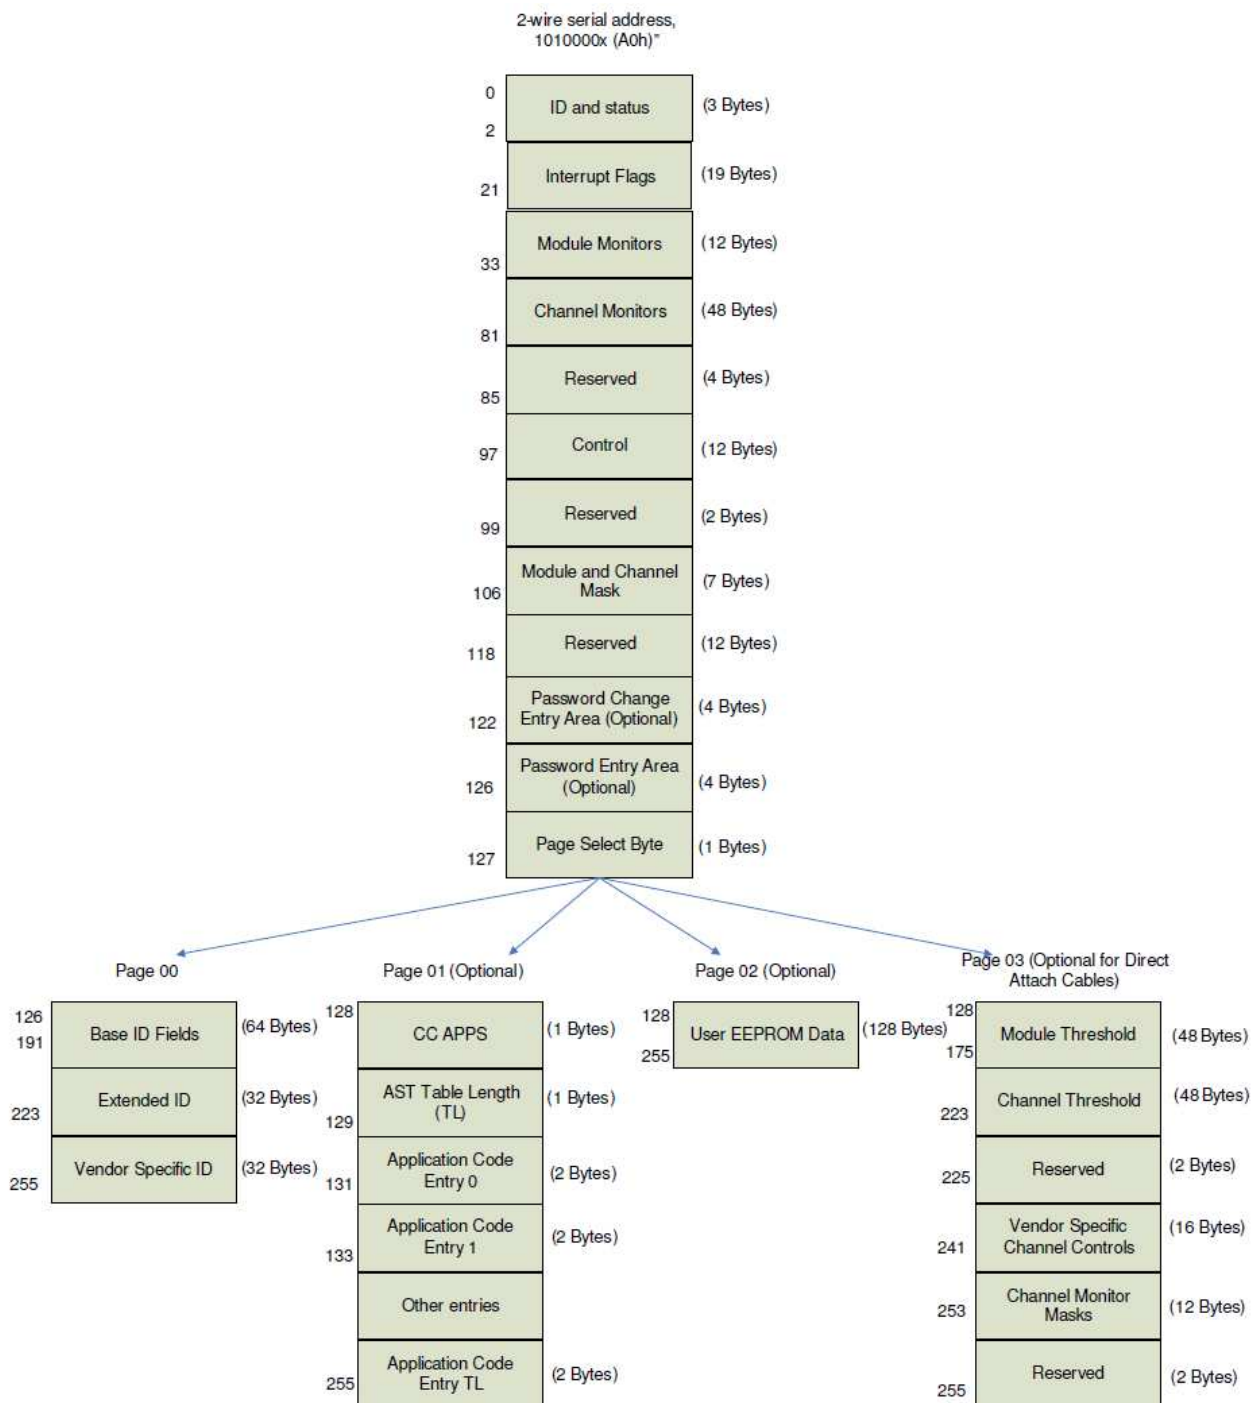 2-wire serial address,
1010000x (A0h)"
0
ID and status
(3 Bytes)
2
Interrupt Flags
(19 Bytes)
21
Module Monitors
(12 Bytes)
33
Channel Monitors
(48 Bytes)
81
Reserved
(4 Bytes)
85
Control
(12 Bytes)
97
Reserved
(2 Bytes)
99
Module and Channel
Mask
(7 Bytes)
106
Reserved
(12 Bytes)
118
Password Change
Entry Area (Optional)
(4 Bytes)
122
Password Entry Area
(Optional)
(4 Bytes)
126
Page Select Byte
(1 Bytes)
127
Page 00
126
191
Base ID Fields
(64 Bytes)
Extended ID
(32 Bytes)
223
Vendor Specific ID
(32 Bytes)
255
Page 01 (Optional)
128
CC APPS
(1 Bytes)
AST Table Length
(TL)
(1 Bytes)
129
Application Code
Entry 0
(2 Bytes)
131
Application Code
Entry 1
(2 Bytes)
133
Other entries
Application Code
Entry TL
(2 Bytes)
255
Page 02 (Optional)
128
User EEPROM Data
(128 Bytes)
255
Page 03 (Optional for Direct
Attach Cables)
128
Module Threshold
(48 Bytes)
175
Channel Threshold
(48 Bytes)
223
Reserved
(2 Bytes)
225
Vendor Specific
Channel Controls
(16 Bytes)
241
Channel Monitor
Masks
(12 Bytes)
253
Reserved
(2 Bytes)
255